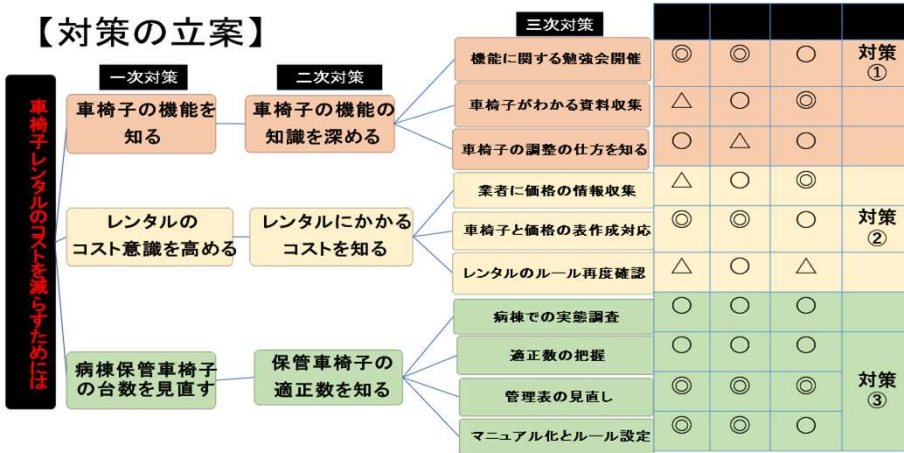 【対策の立案】
車椅子レンタルのコストを減らすためには
一次対策
二次対策
三次対策
車椅子の機能を
知る
車椅子の機能の
知識を深める
機能に関する勉強会開催
◎ ◎ ○ 対策
①
車椅子がわかる資料収集
△ ○ ◎
車椅子の調整の仕方を知る
○ △ ○
レンタルの
コスト意識を高める
レンタルにかかる
コストを知る
業者に価格の情報収集
△ ○ ◎
車椅子と価格の表作成対応
◎ ◎ ○ 対策
②
レンタルのルール再度確認
△ ○ △
病棟保管車椅子
の台数を見直す
保管車椅子の
適正数を知る
病棟での実態調査
○ ○ ○
適正数の把握
○ ○ ○
管理表の見直し
◎ ◎ ◎
対策
③
マニュアル化とルール設定
◎ ◎ ○